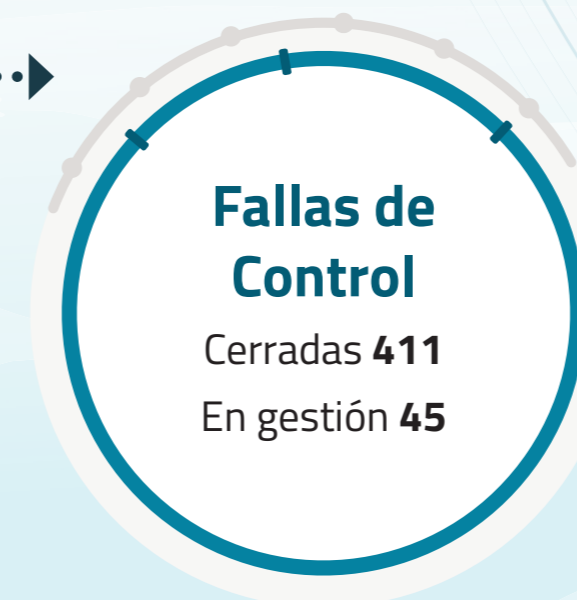 Fallas de
Control
Cerradas 411
En gestión 45